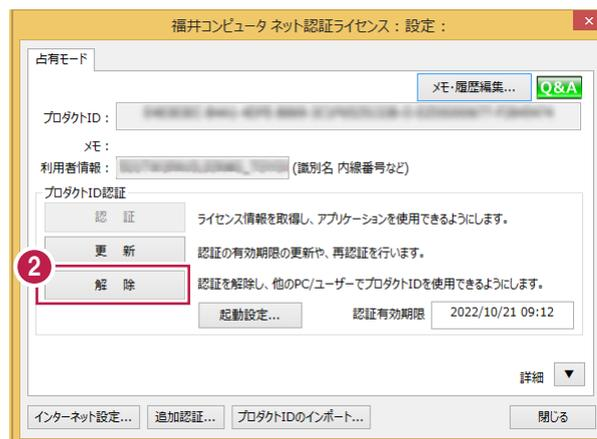 福井コンピュータ ネット認証ライセンス：設定：
×
占有モード
メモ・履歴編集... Q&A
プロダクトID：
メモ：
利用者情報： (識別名 内線番号など)
プロダクトID認証
認 証 ライセンス情報を取得し、アプリケーションを使用できるようにします。
更 新 認証の有効期限の更新や、再認証を行います。
2
解 除 認証を解除し、他のPC/ユーザーでプロダクトIDを使用できるようにします。
起動設定... 認証有効期限 2022/10/21 09:12
詳細 ▼
インターネット設定... 追加認証... プロダクトIDのインポート... 閉じる